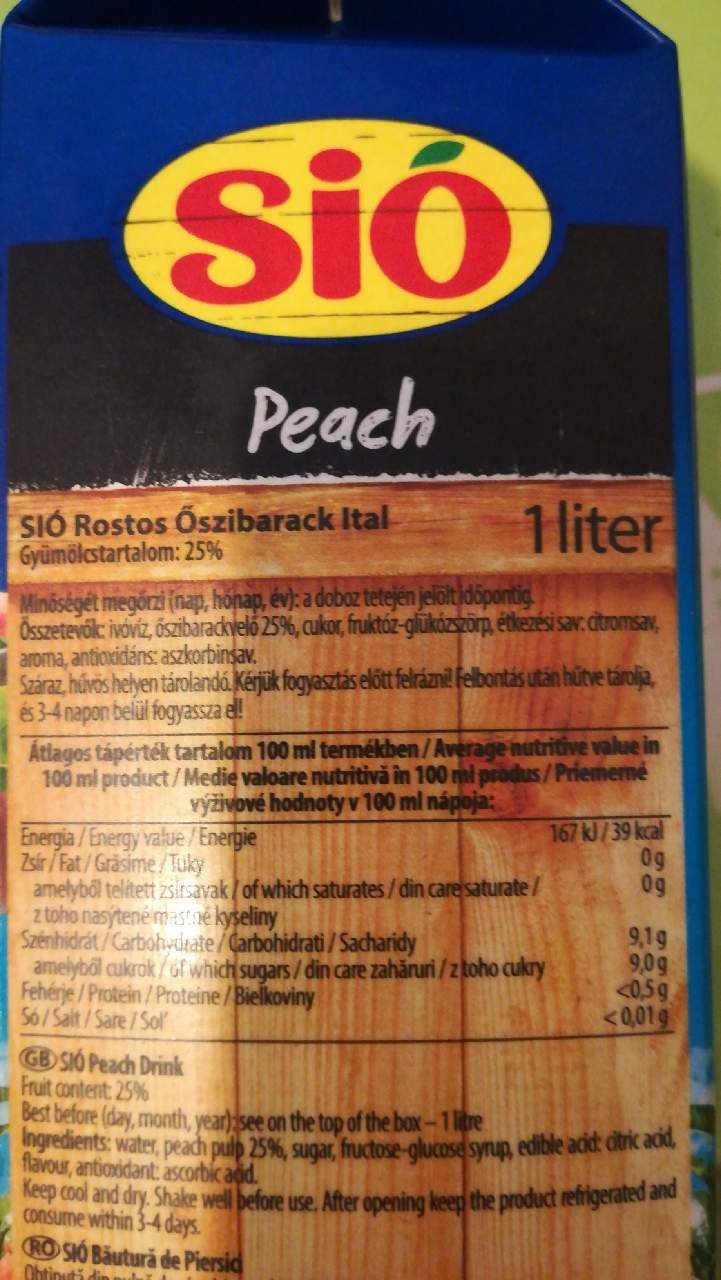 Sió
Peach
SIÓ Rostos Őszibarack Ital
1 liter
Gyümölcstartalom: 25%
Minőségét megőrzi (nap, hónap, év): a doboz tetején jelölt időpontig.
Összetevők: ivóvíz, őszibarackvelő 25%, cukor, fruktóz-glükózszörp, étkezési sav: citromsav,
aroma, antioxidáns: aszkorbinsav.
Száraz, hűvös helyen tárolandó. Kérjük fogyasztás előtt felrázni! Felbontás után hűtve tárolja,
és 3-4 napon belül fogyassza el!
Átlagos tápérték tartalom 100 ml termékben / Average nutritive value in
100 ml product / Medie valoare nutritivă în 100 ml produs / Priemerné
výživové hodnoty v 100 ml nápoja:
Energia / Energy value / Energie 167 kJ / 39 kcal
Zsír / Fat / Grăsime / Tuky 0 g
amelyből telített zsírsavak / of which saturates / din care saturate / 0 g
z toho nasýtené mastné kyseliny
Szénhidrát / Carbohydrate / Carbohidrati / Sacharidy 9,1 g
amelyből cukrok / of which sugars / din care zahăruri / z toho cukry 9,0 g
Fehérje / Protein / Proteine / Bielkoviny <0,5 g
Só / Salt / Sare / Soľ <0,01 g
GB SIÓ Peach Drink
Fruit content: 25%
Best before (day, month, year): see on the top of the box – 1 litre
Ingredients: water, peach pulp 25%, sugar, fructose-glucose syrup, edible acid: citric acid,
flavour, antioxidant: ascorbic acid.
Keep cool and dry. Shake well before use. After opening keep the product refrigerated and
consume within 3-4 days.
RO SIÓ Băutură de Piersici
Obținută din